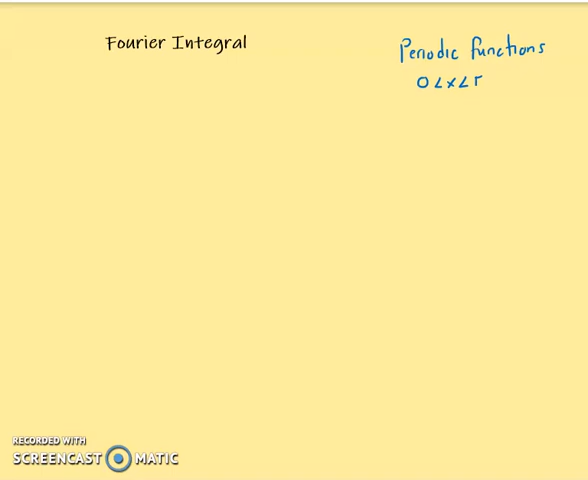 Fourier Integral
Periodic functions
0 < x < r
RECORDED WITH
SCREENCAST MATIC